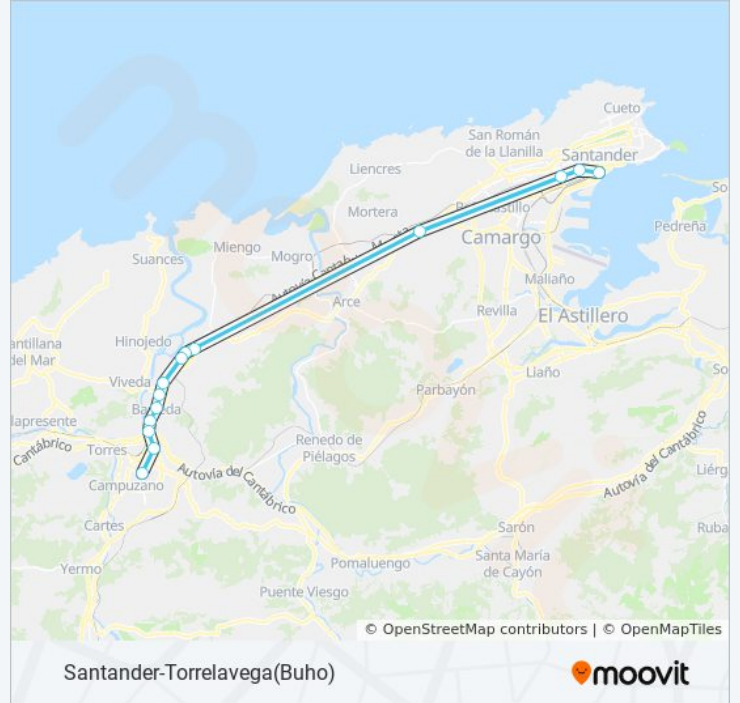 Cueto
San Román
de la Llanilla
Santander
Liencres
So
Mortera
Pedreña
Camargo
Miengo
Mogro
Suances
Maliaño
Arce
Revilla
El Astillero
Hinojedo
antillana
del Mar
Liaño
So
Viveda
Parbayón
lapresente
Renedo de
Piélagos
Cantábrico
Torres
Autovía del Cantábrico
Autovía del Cantábrico
Liérg
Campuzano
Cartes
Sarón
Ruba
Santa María
de Cayón
Yermo
Pomaluengo
Puente Viesgo
© OpenStreetMap contributors | © OpenMapTiles
Santander-Torrelavega(Buho)
moovit